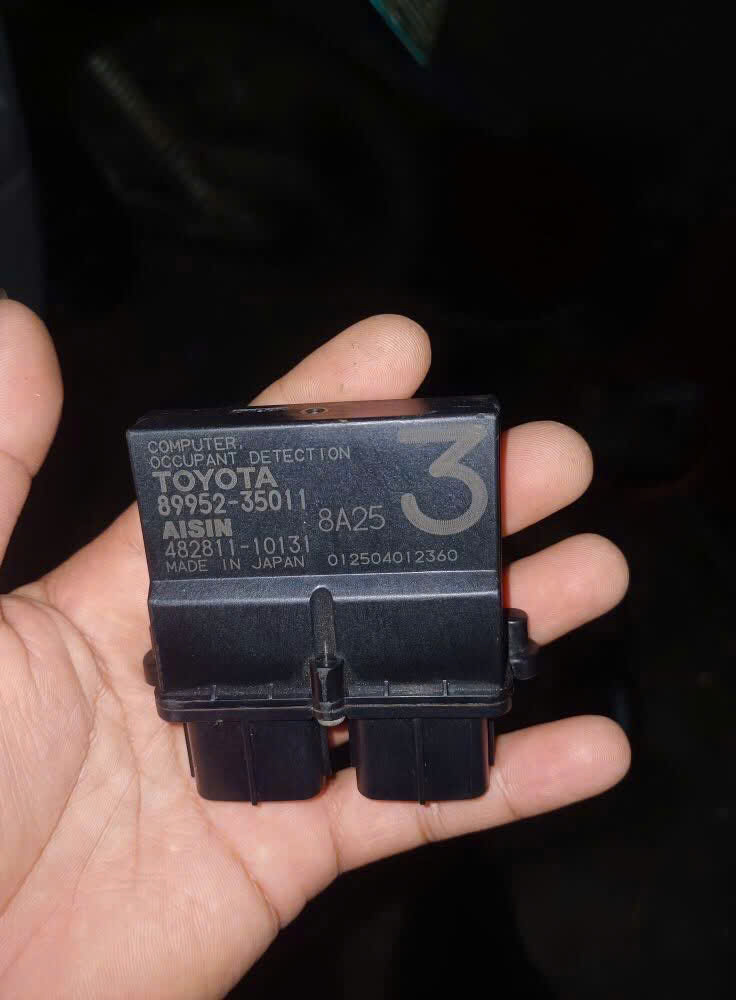 COMPUTER,
OCCUPANT DETECTION
TOYOTA
89952-35011
AISIN
482811-10131
8A25
3
MADE IN JAPAN 012504012360